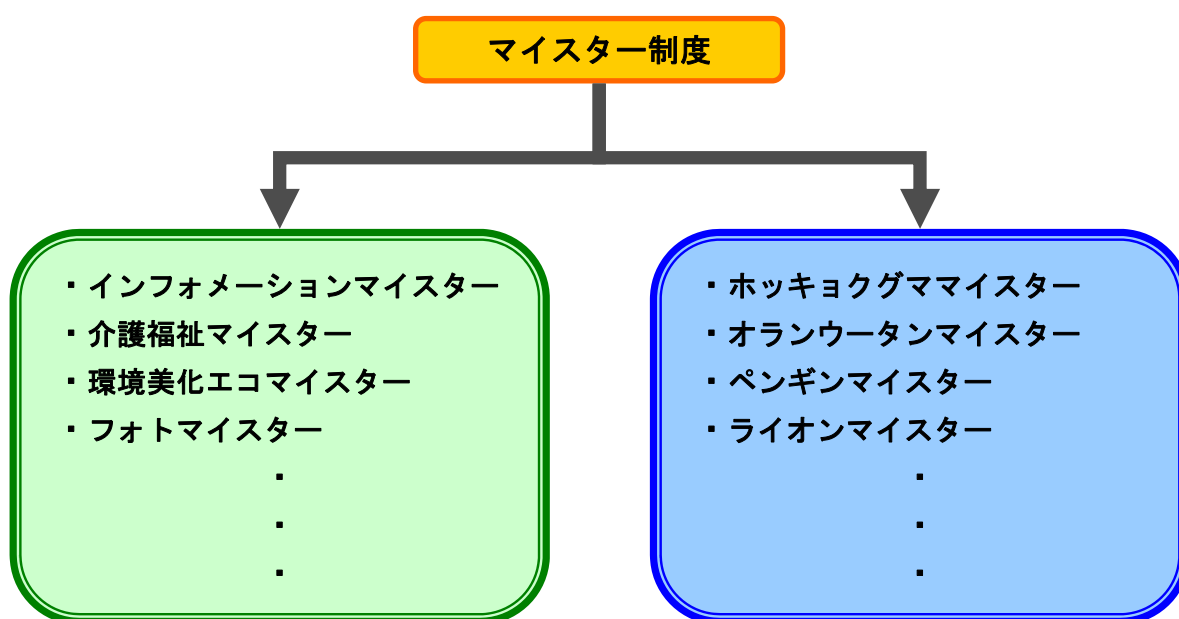 マイスター制度
・インフォメーションマイスター
・介護福祉マイスター
・環境美化エコマイスター
・フォトマイスター
・
・
・
・ホッキョクグママイスター
・オランウータンマイスター
・ペンギンマイスター
・ライオンマイスター
・
・
・